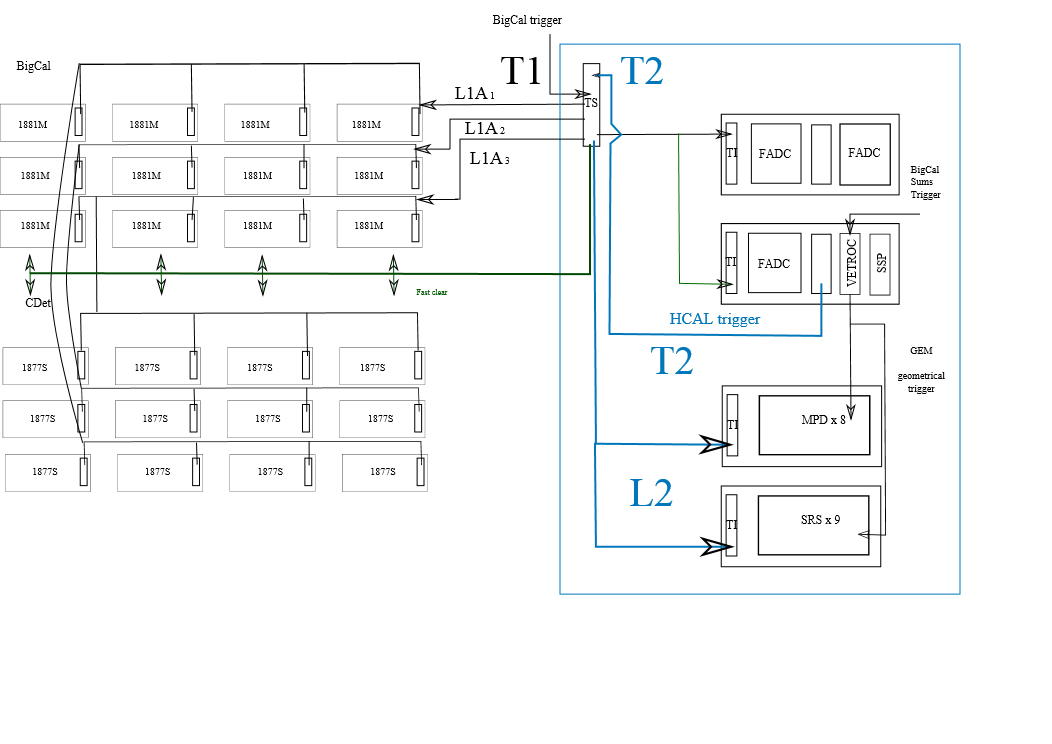 BigCal trigger
BigCal
T1
T2
L1A1
TS
L1A2
L1A3
1881M
1881M
1881M
1881M
1881M
1881M
1881M
1881M
1881M
1881M
1881M
1881M
TI
FADC
FADC
BigCal
Sums
Trigger
TI
FADC
VETROC
SSP
Fast clear
CDet
HCAL trigger
T2
GEM
geometrical
trigger
1877S
1877S
1877S
1877S
1877S
1877S
1877S
1877S
1877S
1877S
1877S
1877S
TI
MPD x 8
L2
TI
SRS x 9